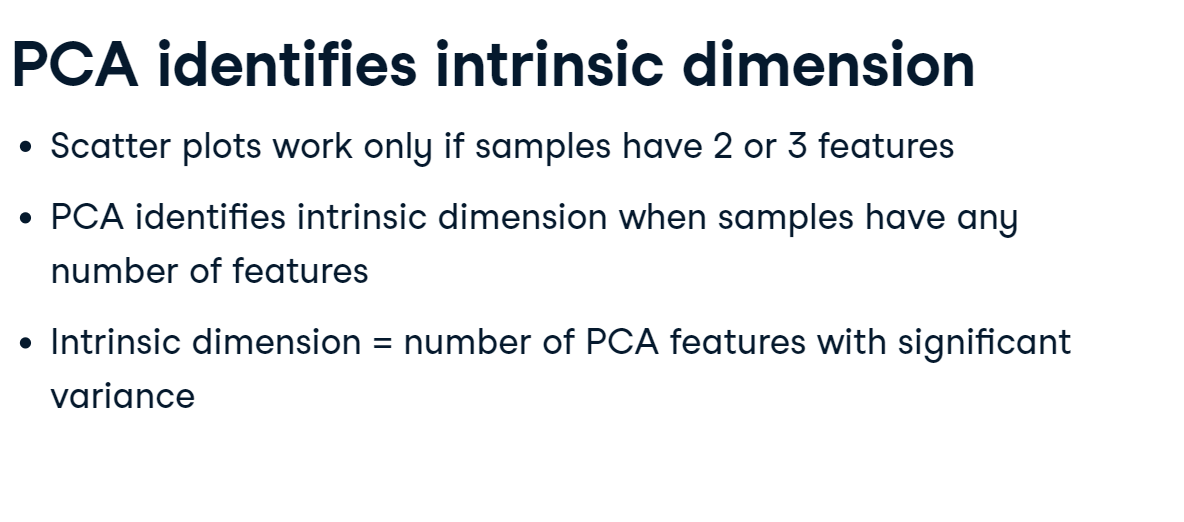 PCA identifies intrinsic dimension
• Scatter plots work only if samples have 2 or 3 features
• PCA identifies intrinsic dimension when samples have any
number of features
• Intrinsic dimension = number of PCA features with significant
variance